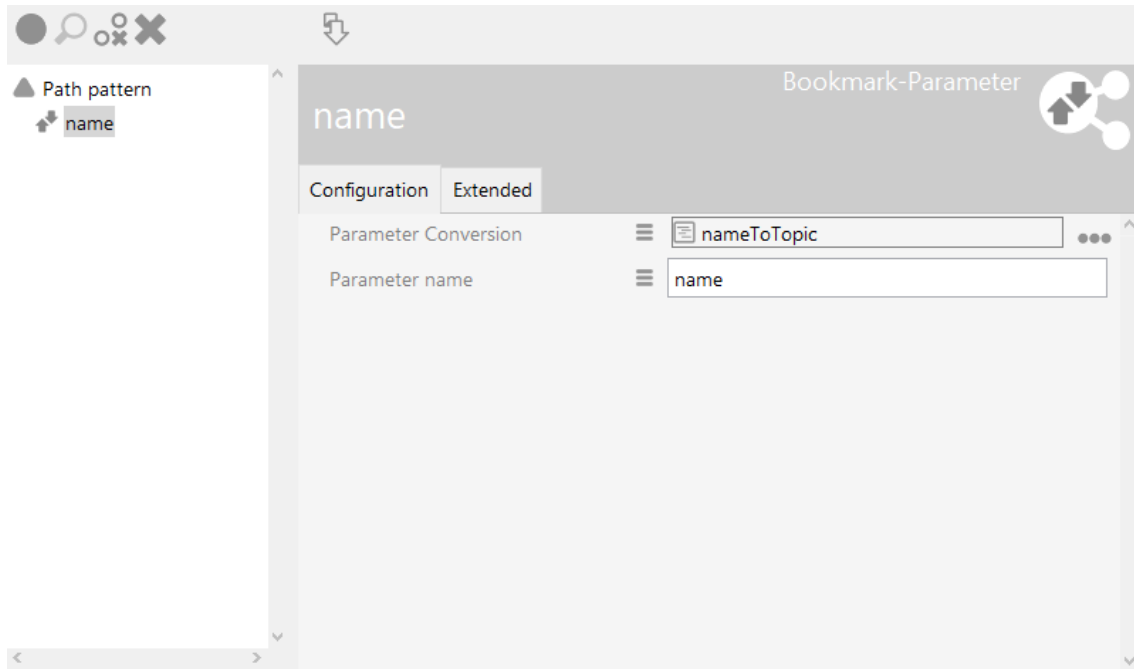 Path pattern
name
Bookmark-Parameter
name
Configuration Extended
Parameter Conversion nameToTopic
Parameter name name